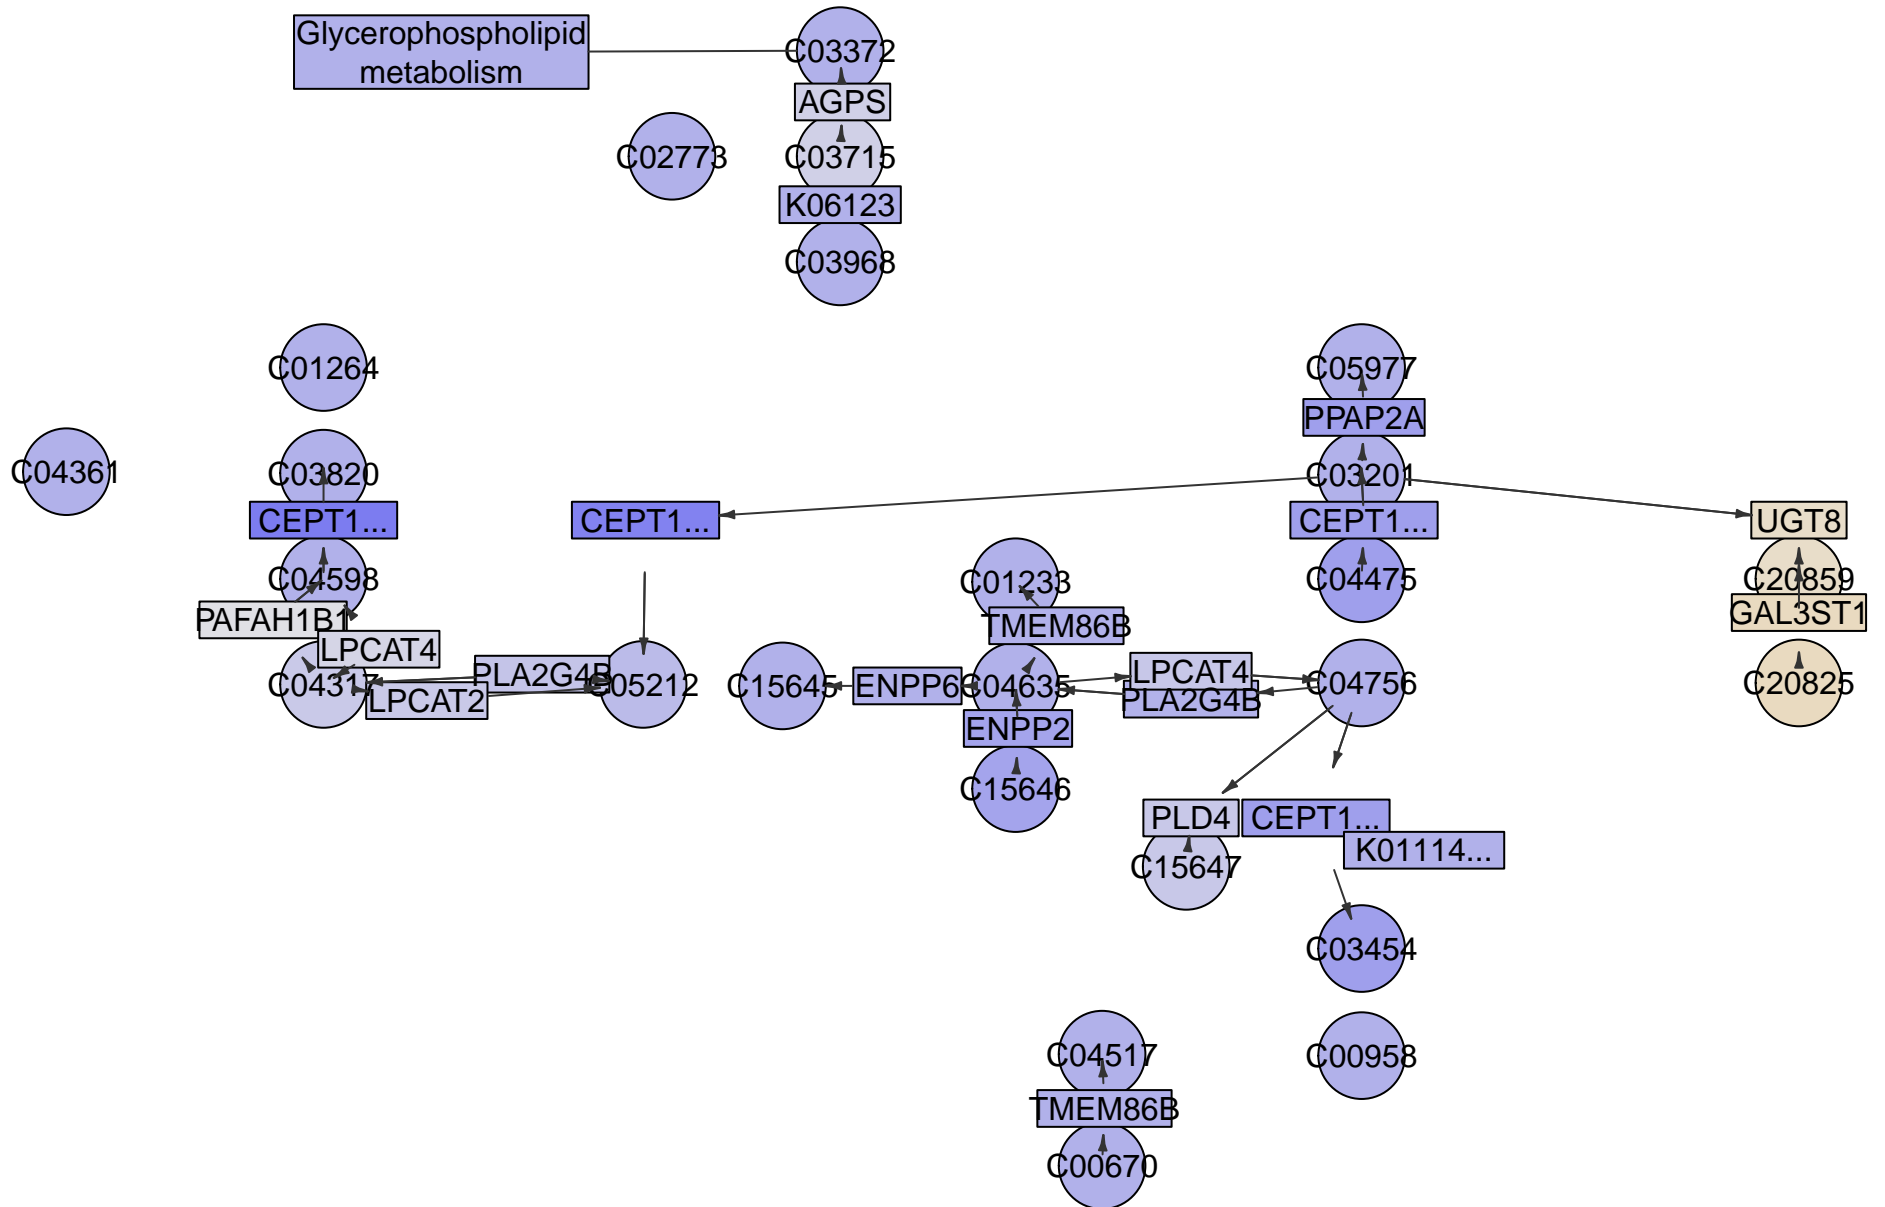 Glycerophospholipid
metabolism
C03372
AGPS
C02773
C03715
K06123
C03968
C01264
C05977
PPAP2A
C04361
C03820
C03201
CEPT1...
CEPT1...
CEPT1...
UGT8
C04598
C01233
C04475
C20859
PAFAH1B1
TMEM86B
GAL3ST1
LPCAT4
PLA2G4B
LPCAT4
C04317
C05212
C15645
ENPP6
C04635
C04756
C20825
LPCAT2
PLA2G4B
ENPP2
C15646
PLD4
CEPT1...
K01114...
C15647
C03454
C04517
C00958
TMEM86B
C00670